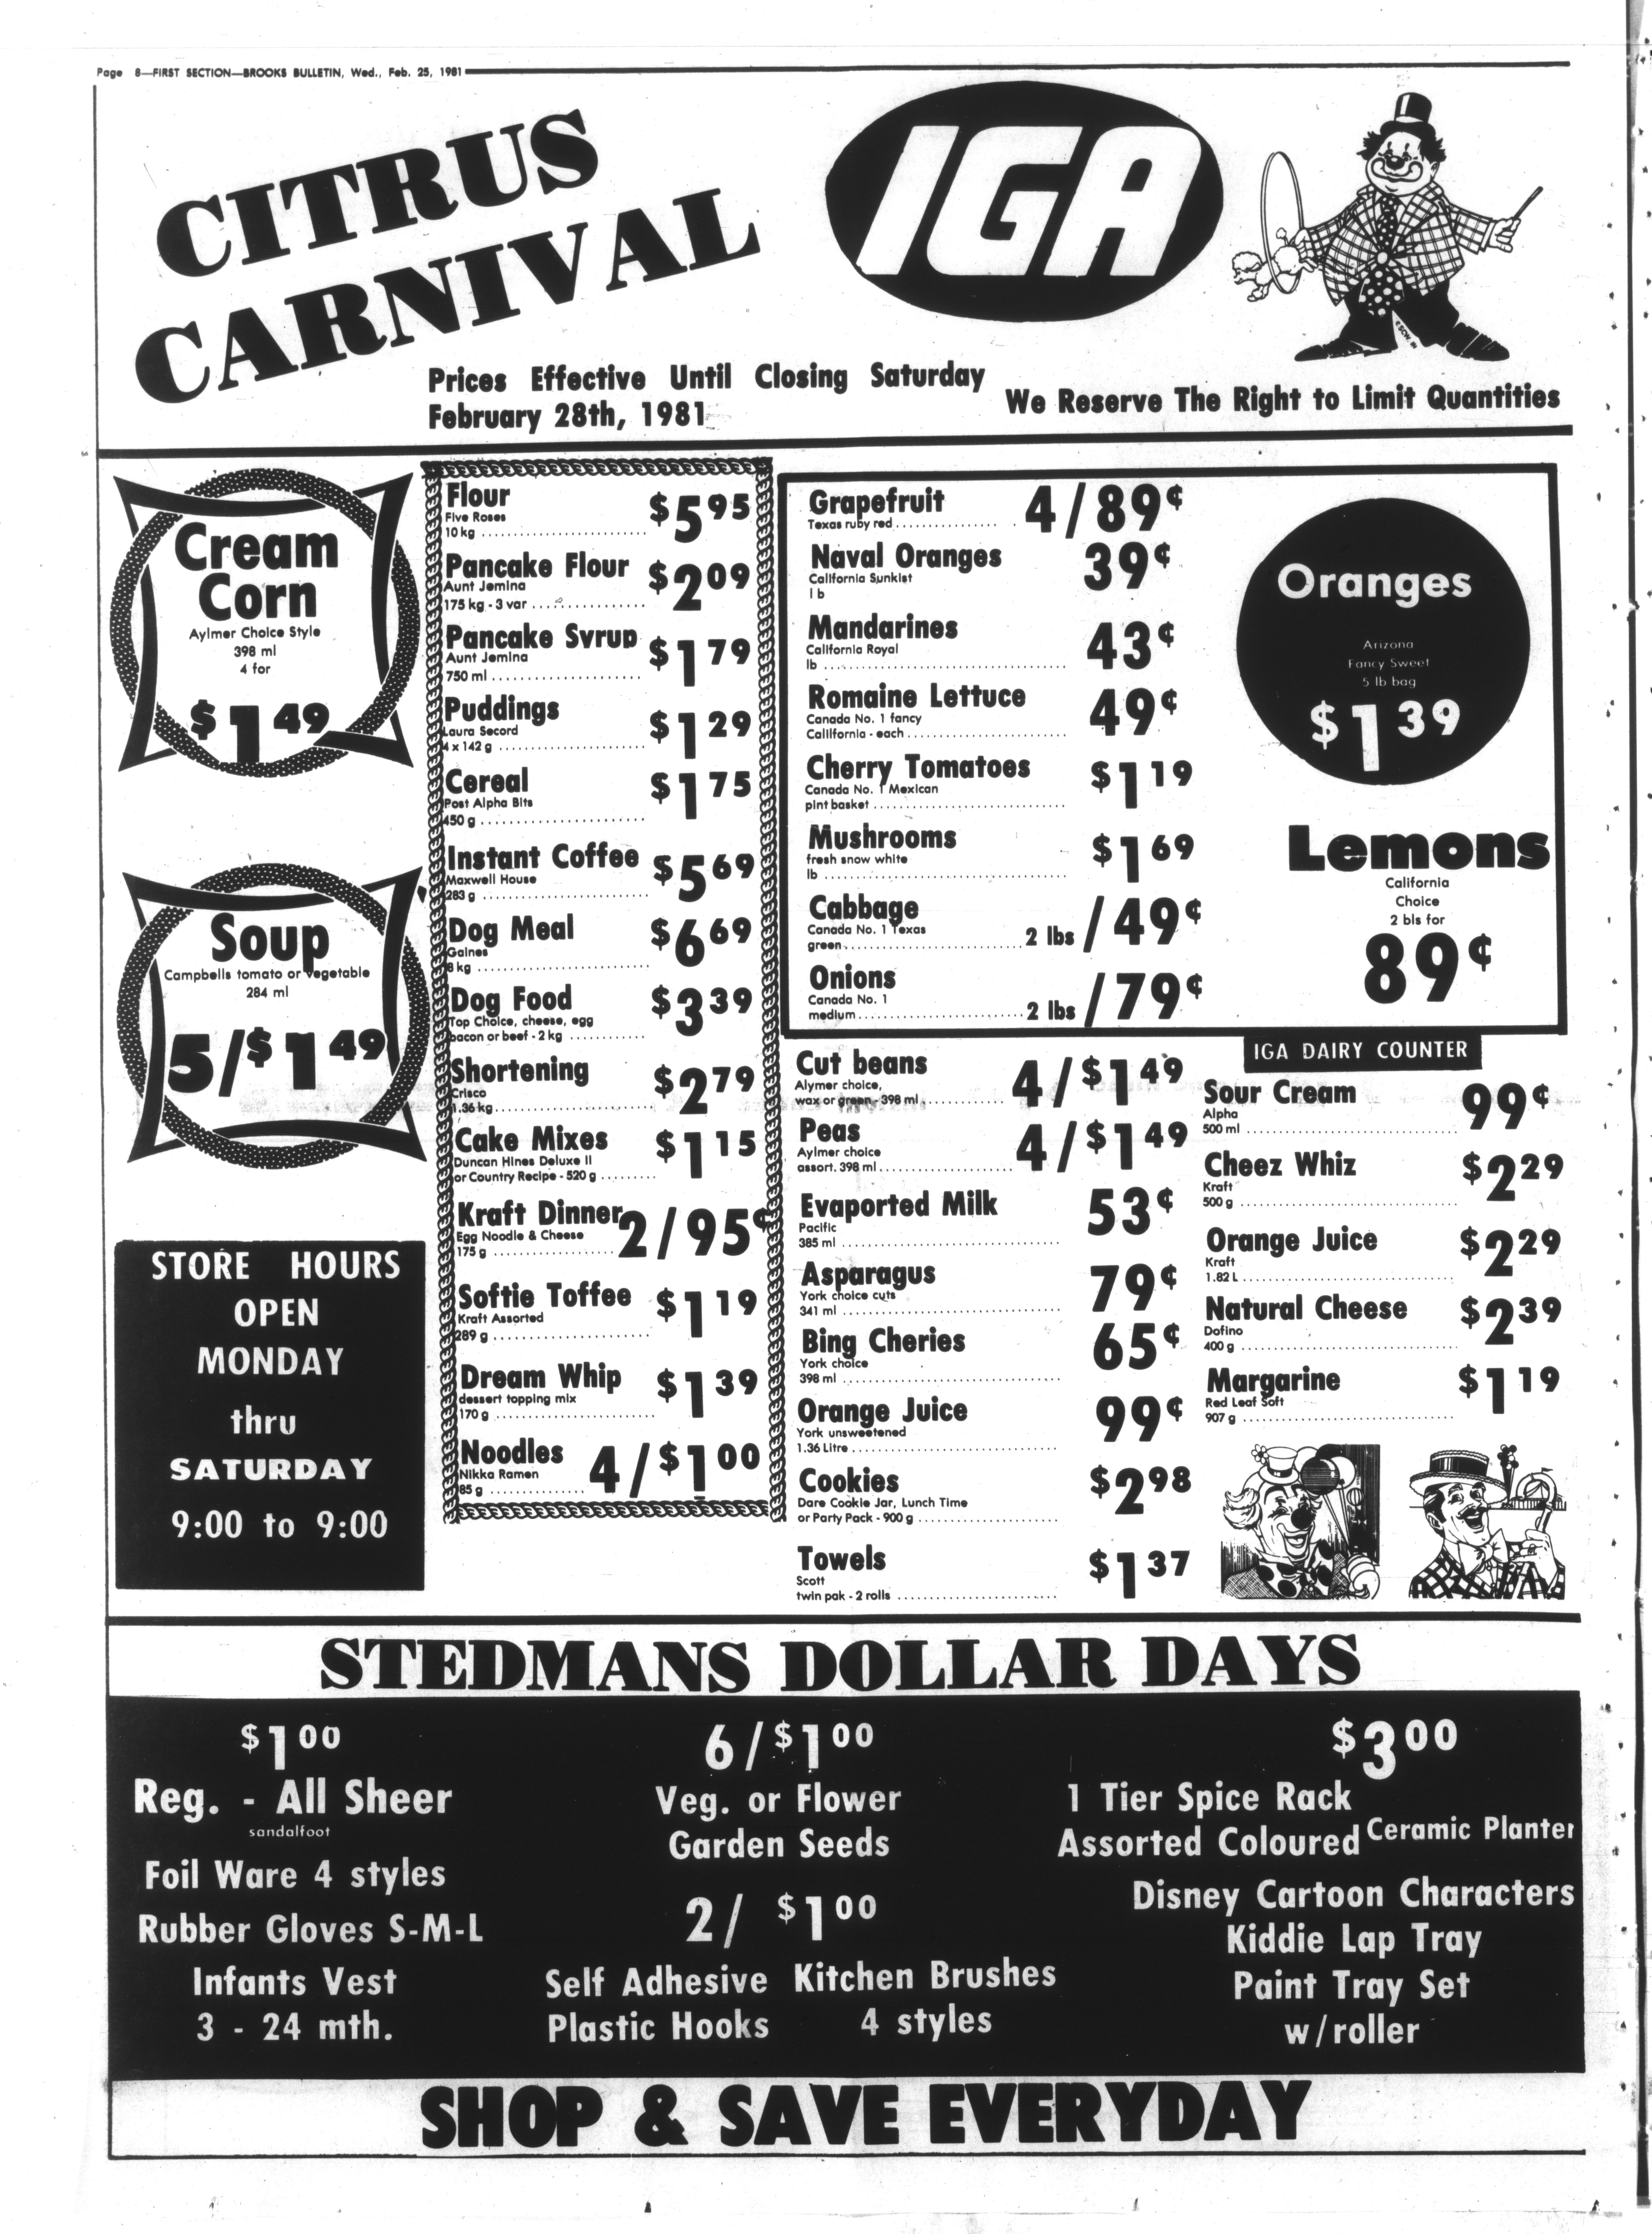 Page 8—FIRST SECTION—BROOKS BULLETIN, Wed., Feb. 25, 1981
CITRUS
CARNIVAL
IGA
Prices Effective Until Closing Saturday
February 28th, 1981
We Reserve The Right to Limit Quantities
Cream
Corn
Aylmer Choice Style
398 ml
4 for
$1 49
Soup
Campbells tomato or vegetable
284 ml
5/$1 49
STORE HOURS
OPEN
MONDAY
thru
SATURDAY
9:00 to 9:00
Flour $5 95
Five Roses
10 kg
Pancake Flour $2 09
Aunt Jemina
175 kg - 3 var
Pancake Syrup $1 79
Aunt Jemina
750 ml
Puddings $1 29
Laura Secord
4 x 142 g
Cereal $1 75
Post Alpha Bits
450 g
Instant Coffee $5 69
Maxwell House
283 g
Dog Meal $6 69
Gaines
8 kg
Dog Food $3 39
Top Choice, cheese, egg
bacon or beef - 2 kg
Shortening $2 79
Crisco
1.36 kg
Cake Mixes $1 15
Duncan Hines Deluxe II
or Country Recipe - 520 g
Kraft Dinner 2/95¢
Egg Noodle & Cheese
175 g
Softie Toffee $1 19
Kraft Assorted
289 g
Dream Whip $1 39
dessert topping mix
170 g
Noodles 4/$1 00
Nikka Ramen
85 g
Grapefruit 4/89¢
Texas ruby red
Naval Oranges 39¢
California Sunkist
1 b
Mandarines 43¢
California Royal
lb
Romaine Lettuce 49¢
Canada No. 1 fancy
Calilfornia - each
Cherry Tomatoes $1 19
Canada No. 1 Mexican
pint basket
Mushrooms $1 69
fresh snow white
lb
Cabbage 2 lbs /49¢
Canada No. 1 Texas
green
Onions 2 lbs /79¢
Canada No. 1
medium
Oranges
Arizona
Fancy Sweet
5 lb bag
$1 39
Lemons
California
Choice
2 bls for
89¢
Cut beans 4/$1 49
Alymer choice,
wax or green - 398 ml
Peas 4/$1 49
Aylmer choice
assort. 398 ml
Evaported Milk 53¢
Pacific
385 ml
Asparagus 79¢
York choice cuts
341 ml
Bing Cheries 65¢
York choice
398 ml
Orange Juice 99¢
York unsweetened
1.36 Litre
Cookies $2 98
Dare Cookie Jar, Lunch Time
or Party Pack - 900 g
Towels $1 37
Scott
twin pak - 2 rolls
IGA DAIRY COUNTER
Sour Cream 99¢
Alpha
500 ml
Cheez Whiz $2 29
Kraft
500 g
Orange Juice $2 29
Kraft
1.82 L
Natural Cheese $2 39
Dofino
400 g
Margarine $1 19
Red Leaf Soft
907 g
STEDMANS DOLLAR DAYS
$1 00
Reg. - All Sheer
sandalfoot
Foil Ware 4 styles
Rubber Gloves S-M-L
Infants Vest
3 - 24 mth.
6/$1 00
Veg. or Flower
Garden Seeds
2/ $1 00
Self Adhesive
Plastic Hooks
Kitchen Brushes
4 styles
$3 00
1 Tier Spice Rack
Assorted Coloured Ceramic Planter
Disney Cartoon Characters
Kiddie Lap Tray
Paint Tray Set
w/roller
SHOP & SAVE EVERYDAY